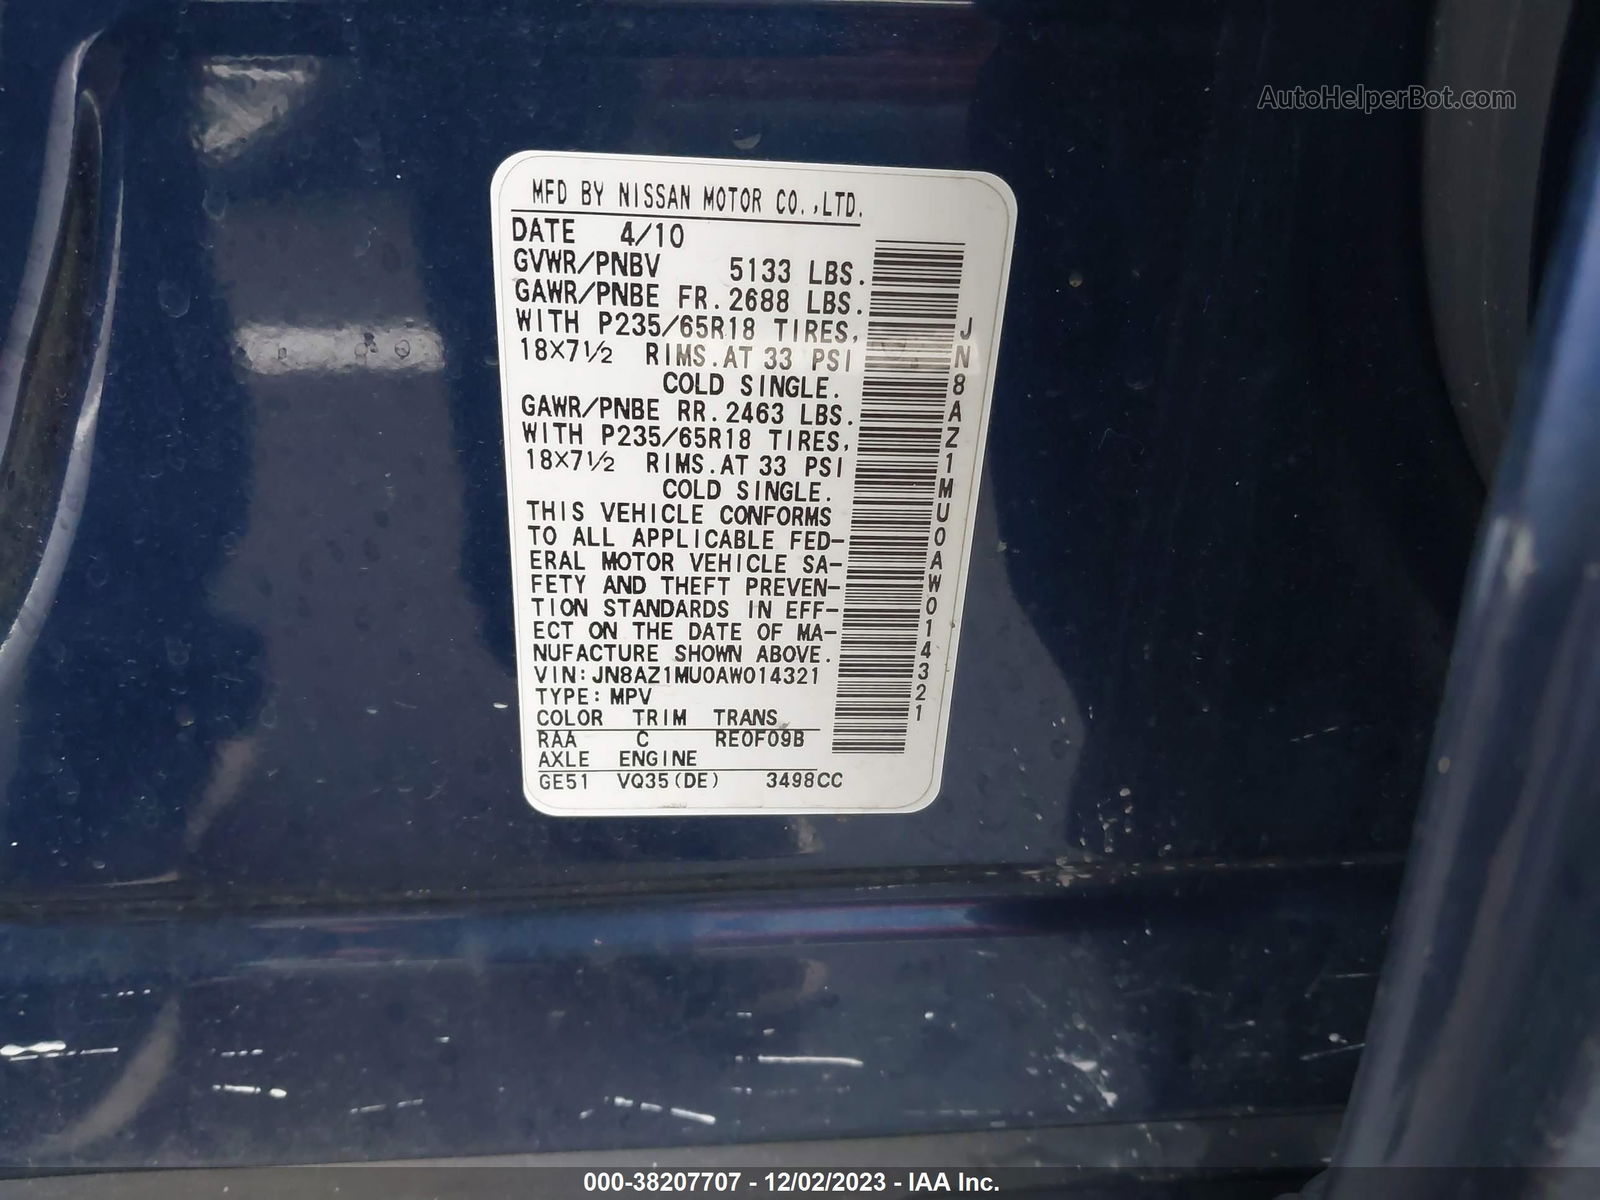 AutoHelperBot.com
MFD BY NISSAN MOTOR CO.,LTD.
DATE 4/10
GVWR/PNBV 5133 LBS.
GAWR/PNBE FR. 2688 LBS.
WITH P235/65R18 TIRES,
18X7½ RIMS. AT 33 PSI
COLD SINGLE.
GAWR/PNBE RR. 2463 LBS.
WITH P235/65R18 TIRES,
18X7½ RIMS. AT 33 PSI
COLD SINGLE.
THIS VEHICLE CONFORMS
TO ALL APPLICABLE FED-
ERAL MOTOR VEHICLE SA-
FETY AND THEFT PREVEN-
TION STANDARDS IN EFF-
ECT ON THE DATE OF MA-
NUFACTURE SHOWN ABOVE.
VIN: JN8AZ1MU0AW014321
TYPE: MPV
COLOR TRIM TRANS
RAA C RE0F09B
AXLE ENGINE
GE51 VQ35(DE) 3498CC
JN8AZ1MU0AW014321
000-38207707 - 12/02/2023 - IAA Inc.